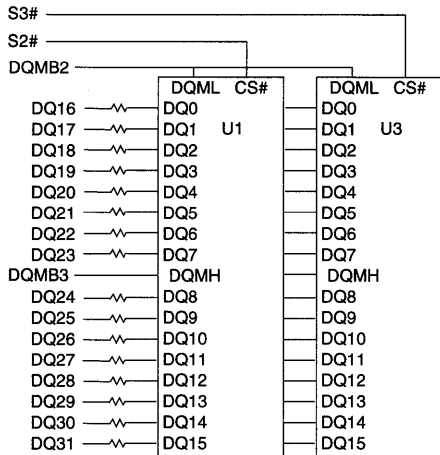 S3#
S2#
DQMB2
DQML CS# DQML CS#
DQ16 DQ0 DQ0
DQ17 DQ1 U1 DQ1 U3
DQ18 DQ2 DQ2
DQ19 DQ3 DQ3
DQ20 DQ4 DQ4
DQ21 DQ5 DQ5
DQ22 DQ6 DQ6
DQ23 DQ7 DQ7
DQMB3 DQMH DQMH
DQ24 DQ8 DQ8
DQ25 DQ9 DQ9
DQ26 DQ10 DQ10
DQ27 DQ11 DQ11
DQ28 DQ12 DQ12
DQ29 DQ13 DQ13
DQ30 DQ14 DQ14
DQ31 DQ15 DQ15